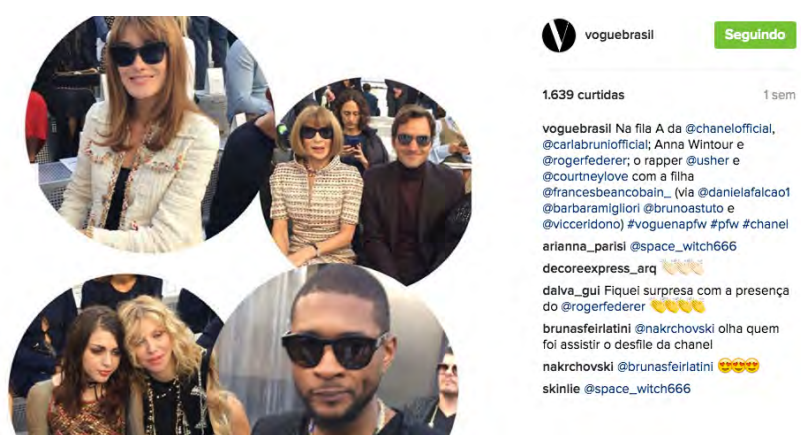 voguebrasil
Seguindo
1.639 curtidas
1 sem
voguebrasil Na fila A da @chanelofficial,
@carlabruniofficial; Anna Wintour e
@rogerfederer; o rapper @usher e
@courtneylove com a filha
@francesbeancobain_ (via @danielafalcao1
@barbaramigliori @brunoastuto e
@vicceridono) #voguenapfw #pfw #chanel
arianna_parisi @space_witch666
decoreexpress_arq 👏🏻👏🏻👏🏻
dalva_gui Fiquei surpresa com a presença
do @rogerfederer 👏👏👏
brunasfeirlatini @nakrchovski olha quem
foi assistir o desfile da chanel
nakrchovski @brunasfeirlatini 😍😍😍
skinlie @space_witch666